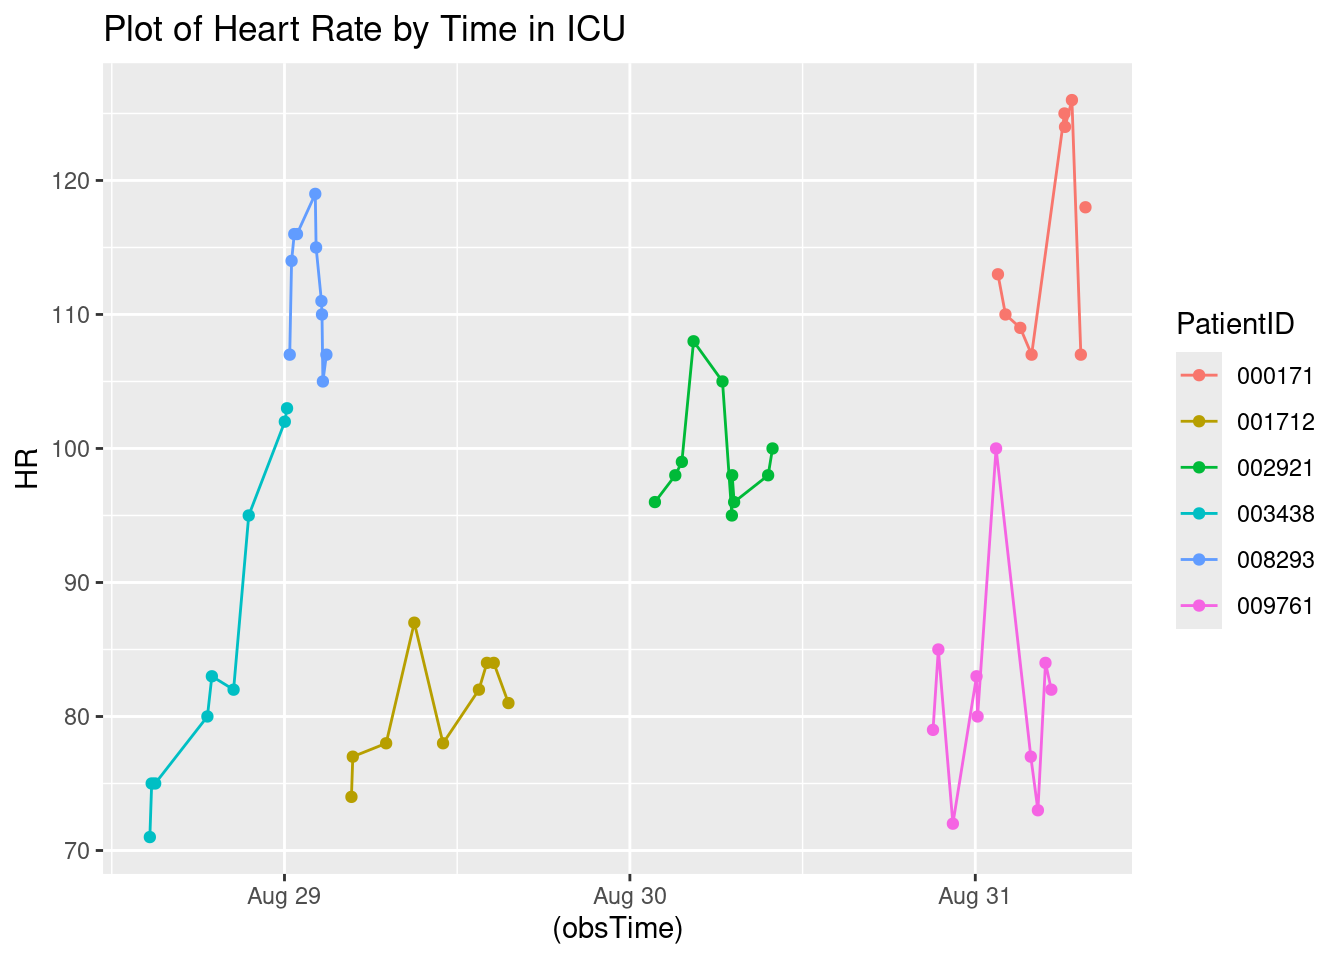 Plot of Heart Rate by Time in ICU
HR
120
110
100
90
80
70
Aug 29
Aug 30
Aug 31
(obsTime)
PatientID
000171
001712
002921
003438
008293
009761